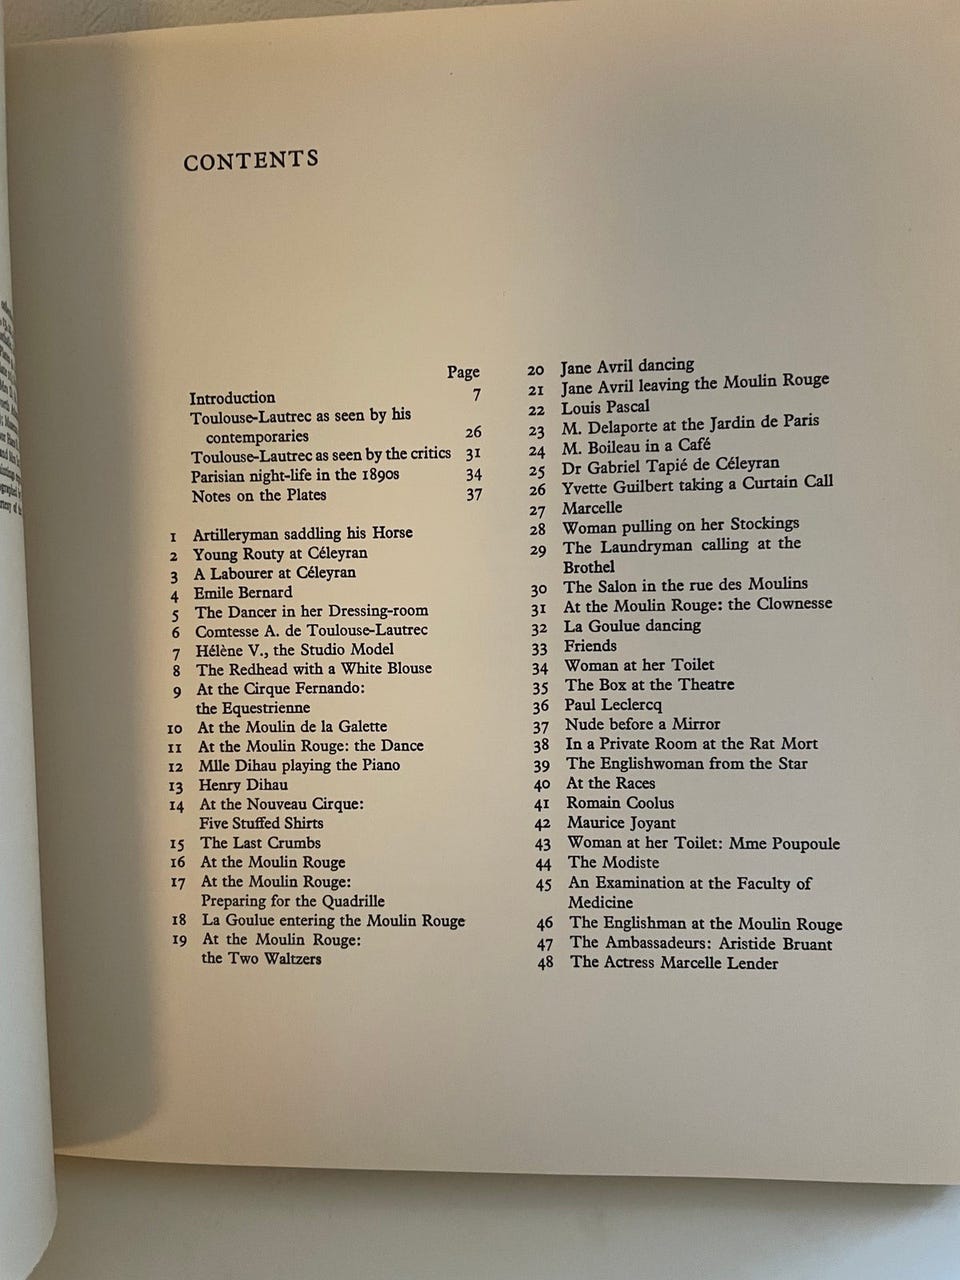 CONTENTS
Page
Introduction 7
Toulouse-Lautrec as seen by his
contemporaries 26
Toulouse-Lautrec as seen by the critics 31
Parisian night-life in the 1890s 34
Notes on the Plates 37
1 Artilleryman saddling his Horse
2 Young Routy at Céleyran
3 A Labourer at Céleyran
4 Emile Bernard
5 The Dancer in her Dressing-room
6 Comtesse A. de Toulouse-Lautrec
7 Hélène V., the Studio Model
8 The Redhead with a White Blouse
9 At the Cirque Fernando:
the Equestrienne
10 At the Moulin de la Galette
11 At the Moulin Rouge: the Dance
12 Mlle Dihau playing the Piano
13 Henry Dihau
14 At the Nouveau Cirque:
Five Stuffed Shirts
15 The Last Crumbs
16 At the Moulin Rouge
17 At the Moulin Rouge:
Preparing for the Quadrille
18 La Goulue entering the Moulin Rouge
19 At the Moulin Rouge:
the Two Waltzers
20 Jane Avril dancing
21 Jane Avril leaving the Moulin Rouge
22 Louis Pascal
23 M. Delaporte at the Jardin de Paris
24 M. Boileau in a Café
25 Dr Gabriel Tapié de Céleyran
26 Yvette Guilbert taking a Curtain Call
27 Marcelle
28 Woman pulling on her Stockings
29 The Laundryman calling at the
Brothel
30 The Salon in the rue des Moulins
31 At the Moulin Rouge: the Clownesse
32 La Goulue dancing
33 Friends
34 Woman at her Toilet
35 The Box at the Theatre
36 Paul Leclercq
37 Nude before a Mirror
38 In a Private Room at the Rat Mort
39 The Englishwoman from the Star
40 At the Races
41 Romain Coolus
42 Maurice Joyant
43 Woman at her Toilet: Mme Poupoule
44 The Modiste
45 An Examination at the Faculty of
Medicine
46 The Englishman at the Moulin Rouge
47 The Ambassadeurs: Aristide Bruant
48 The Actress Marcelle Lender